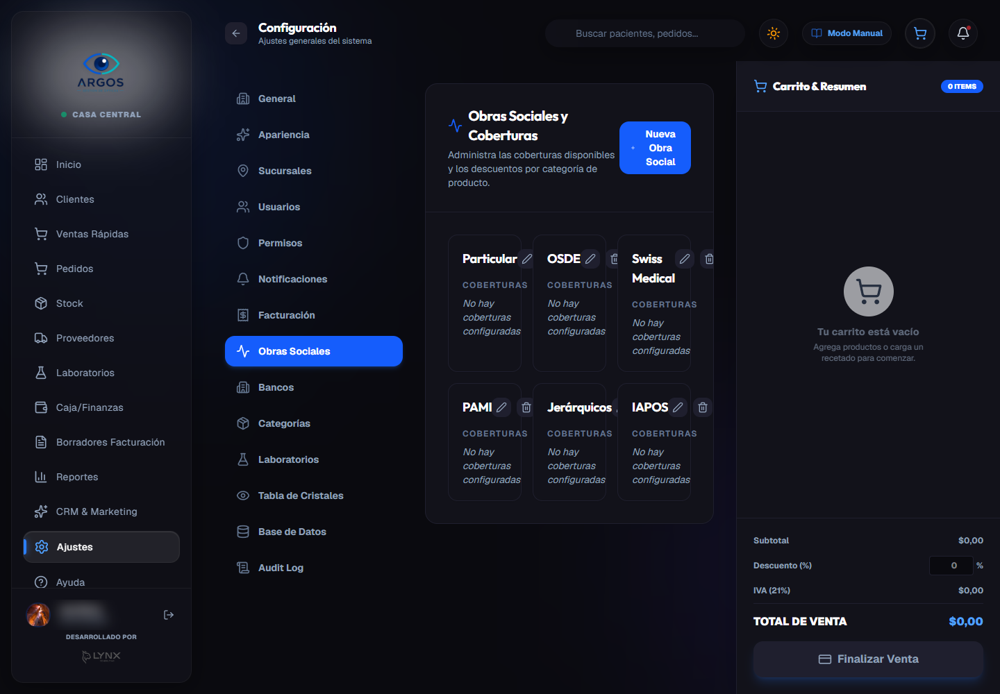 ARGOS
CASA CENTRAL
Inicio
Clientes
Ventas Rápidas
Pedidos
Stock
Proveedores
Laboratorios
Caja/Finanzas
Borradores Facturación
Reportes
CRM & Marketing
Ajustes
Ayuda
DESARROLLADO POR
LYNX
Configuración
Ajustes generales del sistema
Buscar pacientes, pedidos...
Modo Manual
General
Apariencia
Sucursales
Usuarios
Permisos
Notificaciones
Facturación
Obras Sociales
Bancos
Categorías
Laboratorios
Tabla de Cristales
Base de Datos
Audit Log
Obras Sociales y
Coberturas
Administra las coberturas disponibles
y los descuentos por categoría de
producto.
+ Nueva
Obra
Social
Particular
COBERTURAS
No hay
coberturas
configuradas
OSDE
COBERTURAS
No hay
coberturas
configuradas
Swiss
Medical
COBERTURAS
No hay
coberturas
configuradas
PAMI
COBERTURAS
No hay
coberturas
configuradas
Jerárquicos
COBERTURAS
No hay
coberturas
configuradas
IAPOS
COBERTURAS
No hay
coberturas
configuradas
Carrito & Resumen
0 ITEMS
Tu carrito está vacío
Agrega productos o carga un
recetado para comenzar.
Subtotal $0,00
Descuento (%) 0 %
IVA (21%) $0,00
TOTAL DE VENTA $0,00
Finalizar Venta